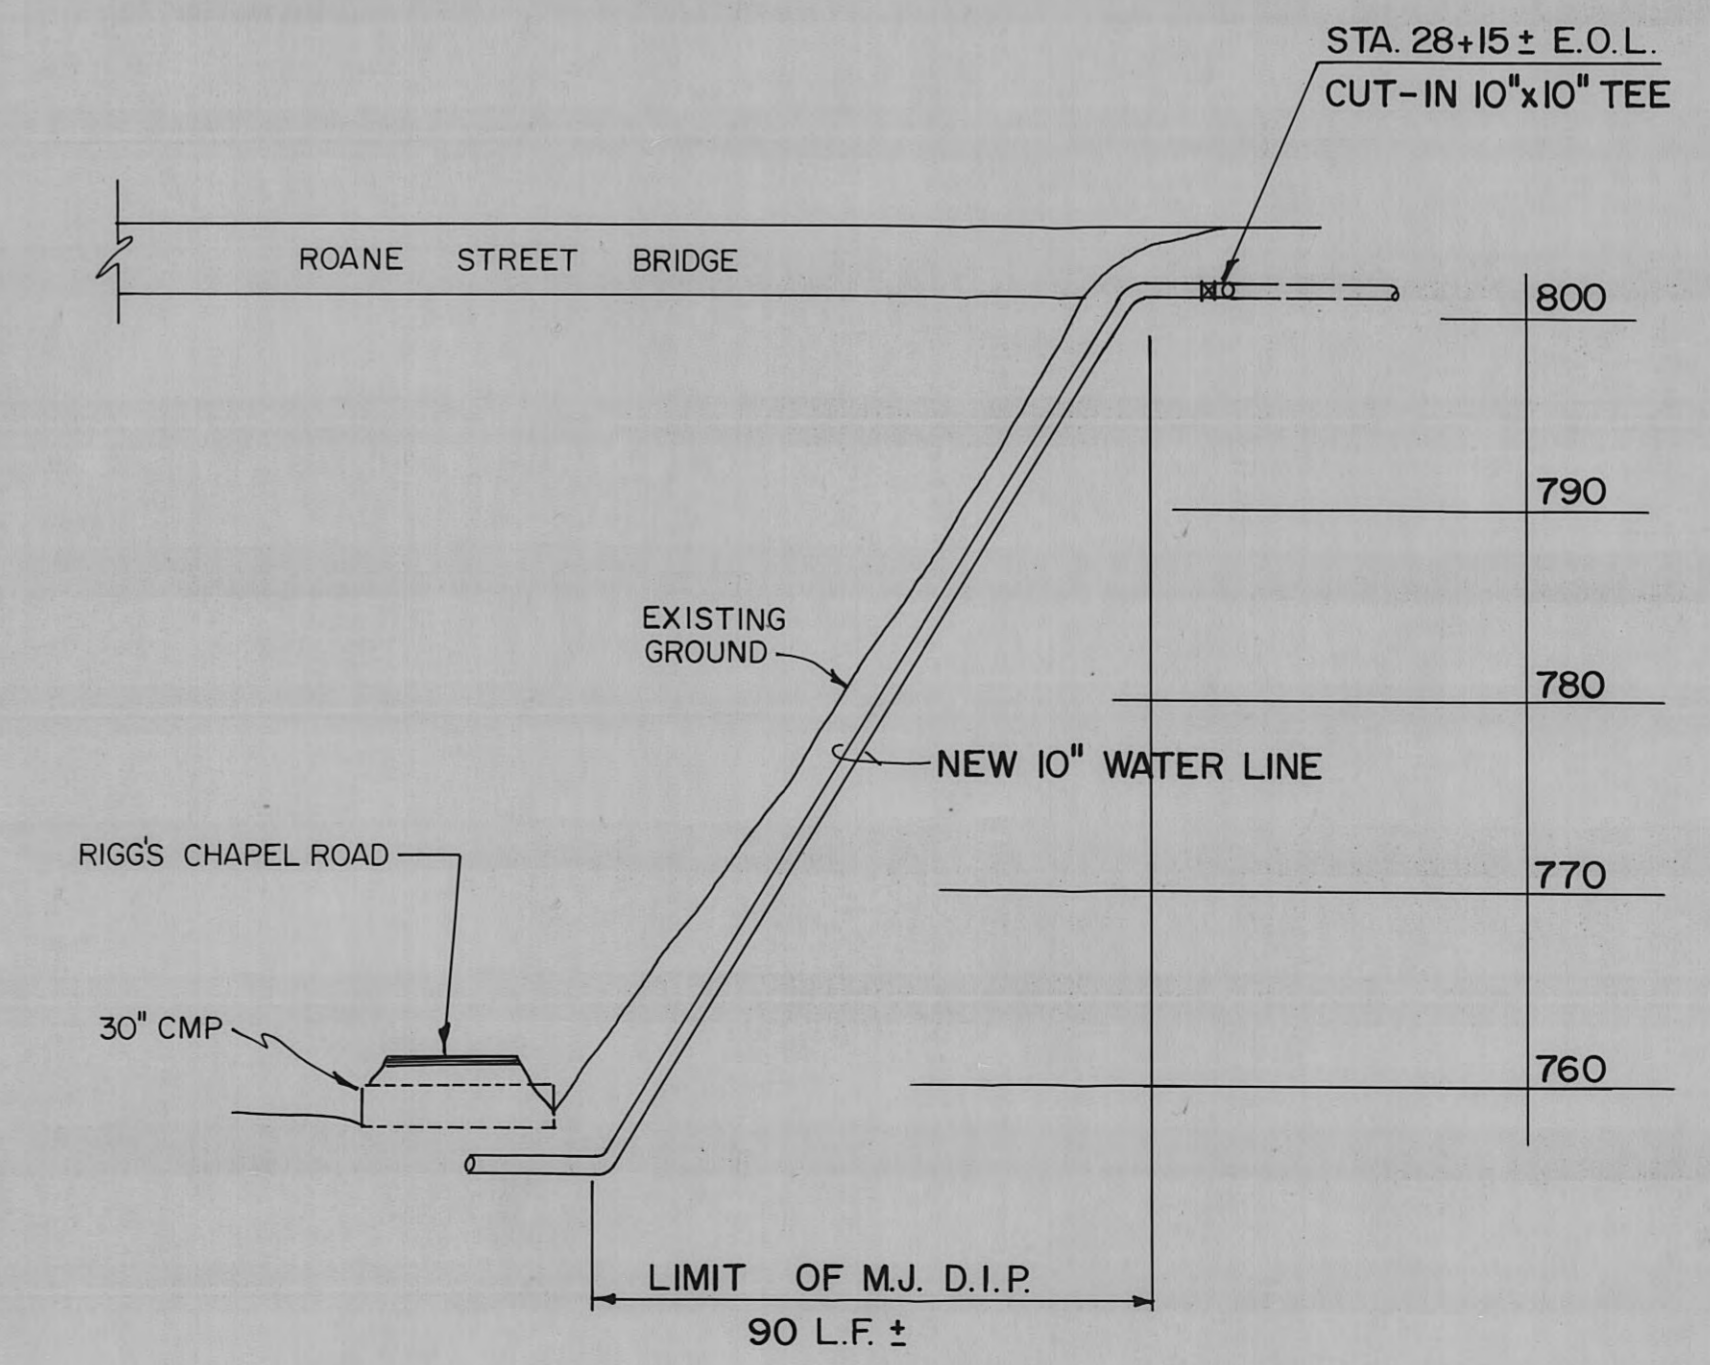 STA. 28+15 ± E.O.L.
CUT-IN 10"x10" TEE
ROANE STREET BRIDGE
800
790
EXISTING
GROUND
780
NEW 10" WATER LINE
RIGG'S CHAPEL ROAD
770
30" CMP
760
LIMIT OF M.J. D.I.P.
90 L.F. ±